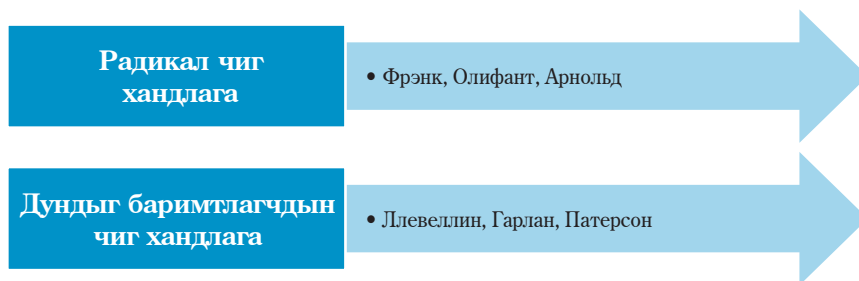 Радикал чиг
хандлага
• Фрэнк, Олифант, Арнольд
Дундыг баримтлагчдын
чиг хандлага
• Ллевеллин, Гарлан, Патерсон